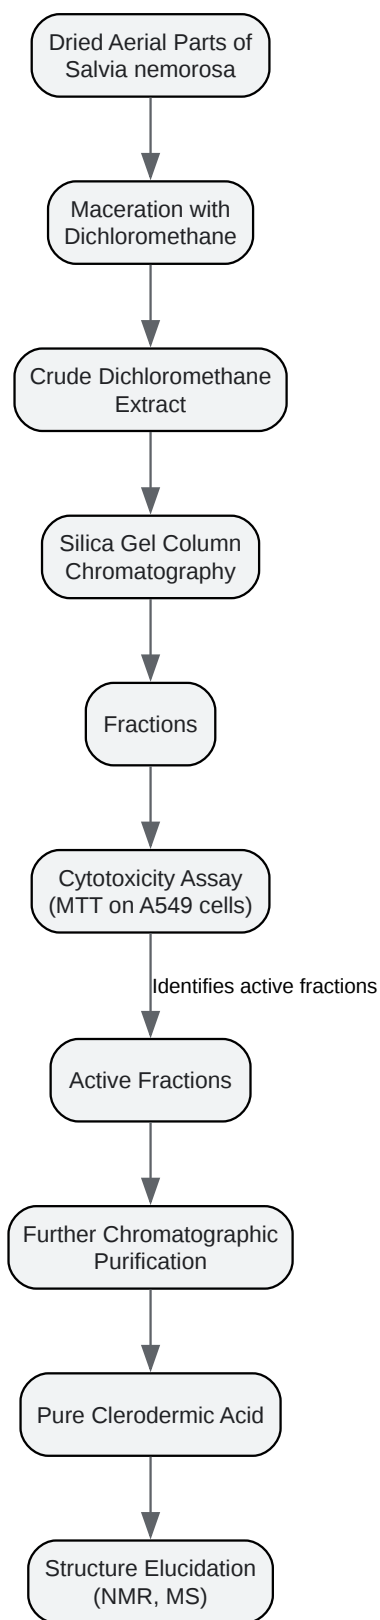 Dried Aerial Parts of
Salvia nemorosa
Maceration with
Dichloromethane
Crude Dichloromethane
Extract
Silica Gel Column
Chromatography
Fractions
Cytotoxicity Assay
(MTT on A549 cells)
Identifies active fractions
Active Fractions
Further Chromatographic
Purification
Pure Clerodermic Acid
Structure Elucidation
(NMR, MS)